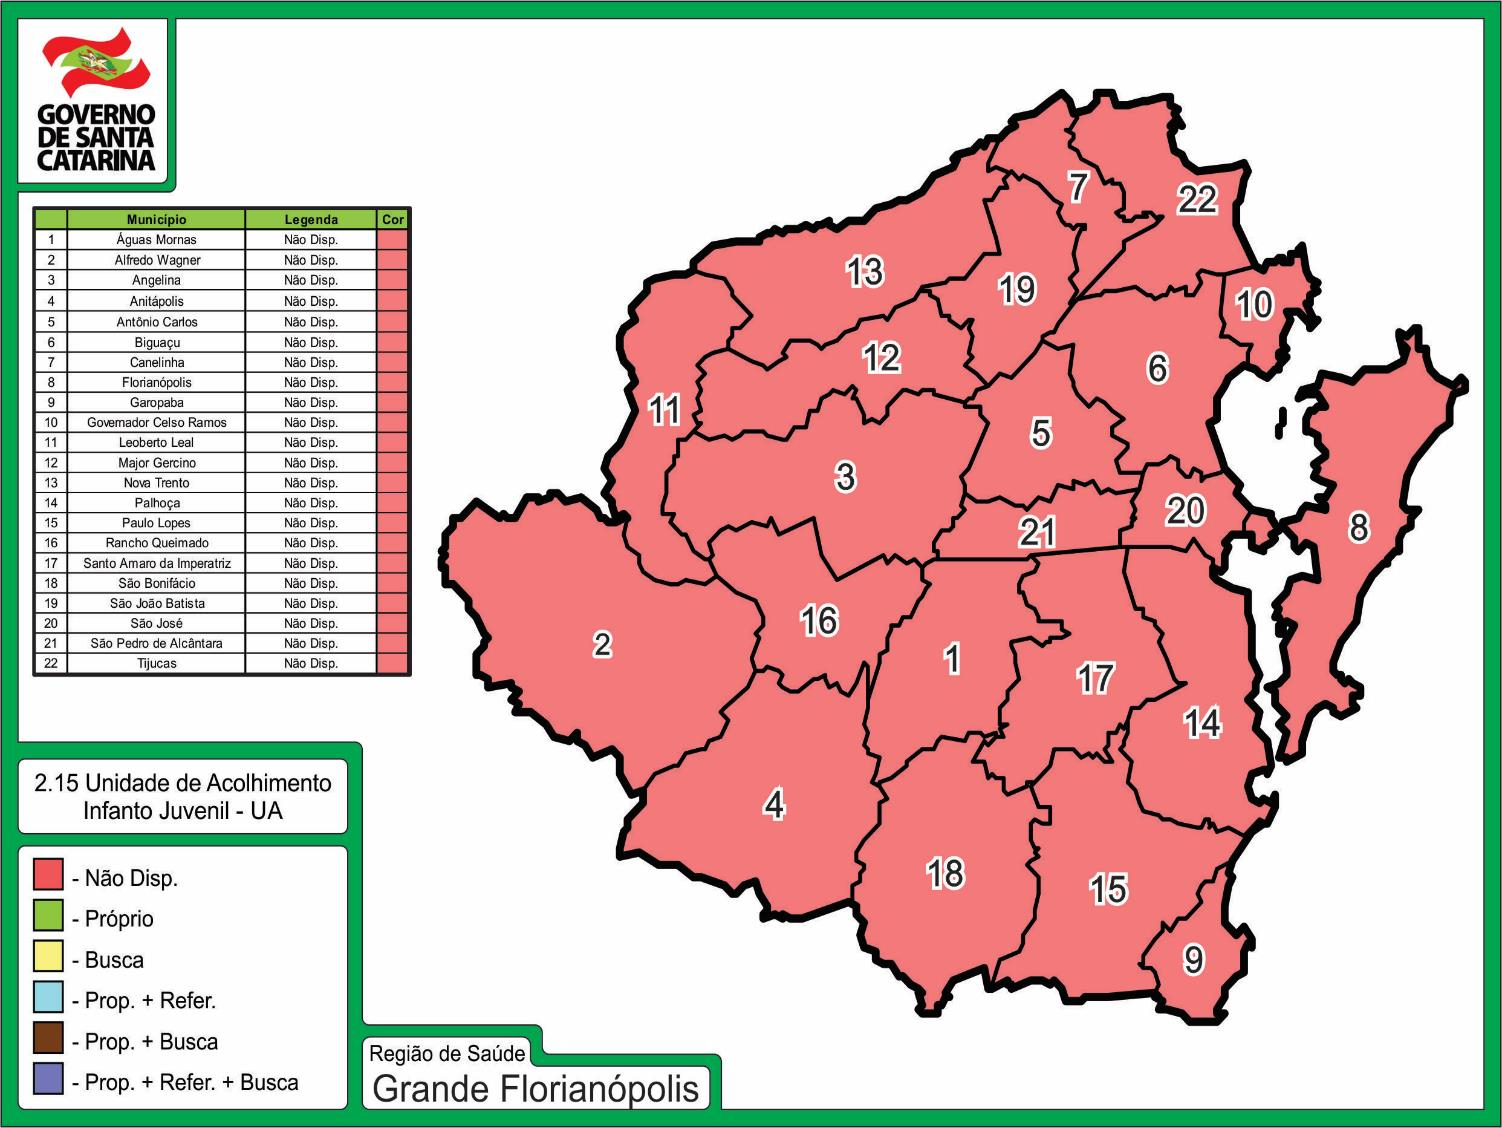 GOVERNO
DE SANTA
CATARINA
Município Legenda Cor
1 Águas Mornas Não Disp.
2 Alfredo Wagner Não Disp.
3 Angelina Não Disp.
4 Anitápolis Não Disp.
5 Antônio Carlos Não Disp.
6 Biguaçu Não Disp.
7 Canelinha Não Disp.
8 Florianópolis Não Disp.
9 Garopaba Não Disp.
10 Governador Celso Ramos Não Disp.
11 Leoberto Leal Não Disp.
12 Major Gercino Não Disp.
13 Nova Trento Não Disp.
14 Palhoça Não Disp.
15 Paulo Lopes Não Disp.
16 Rancho Queimado Não Disp.
17 Santo Amaro da Imperatriz Não Disp.
18 São Bonifácio Não Disp.
19 São João Batista Não Disp.
20 São José Não Disp.
21 São Pedro de Alcântara Não Disp.
22 Tijucas Não Disp.
7
22
13
19
10
12
6
11
5
3
20
21
8
16
2
1
17
14
4
18
15
9
2.15 Unidade de Acolhimento
Infanto Juvenil - UA
- Não Disp.
- Próprio
- Busca
- Prop. + Refer.
- Prop. + Busca
- Prop. + Refer. + Busca
Região de Saúde
Grande Florianópolis